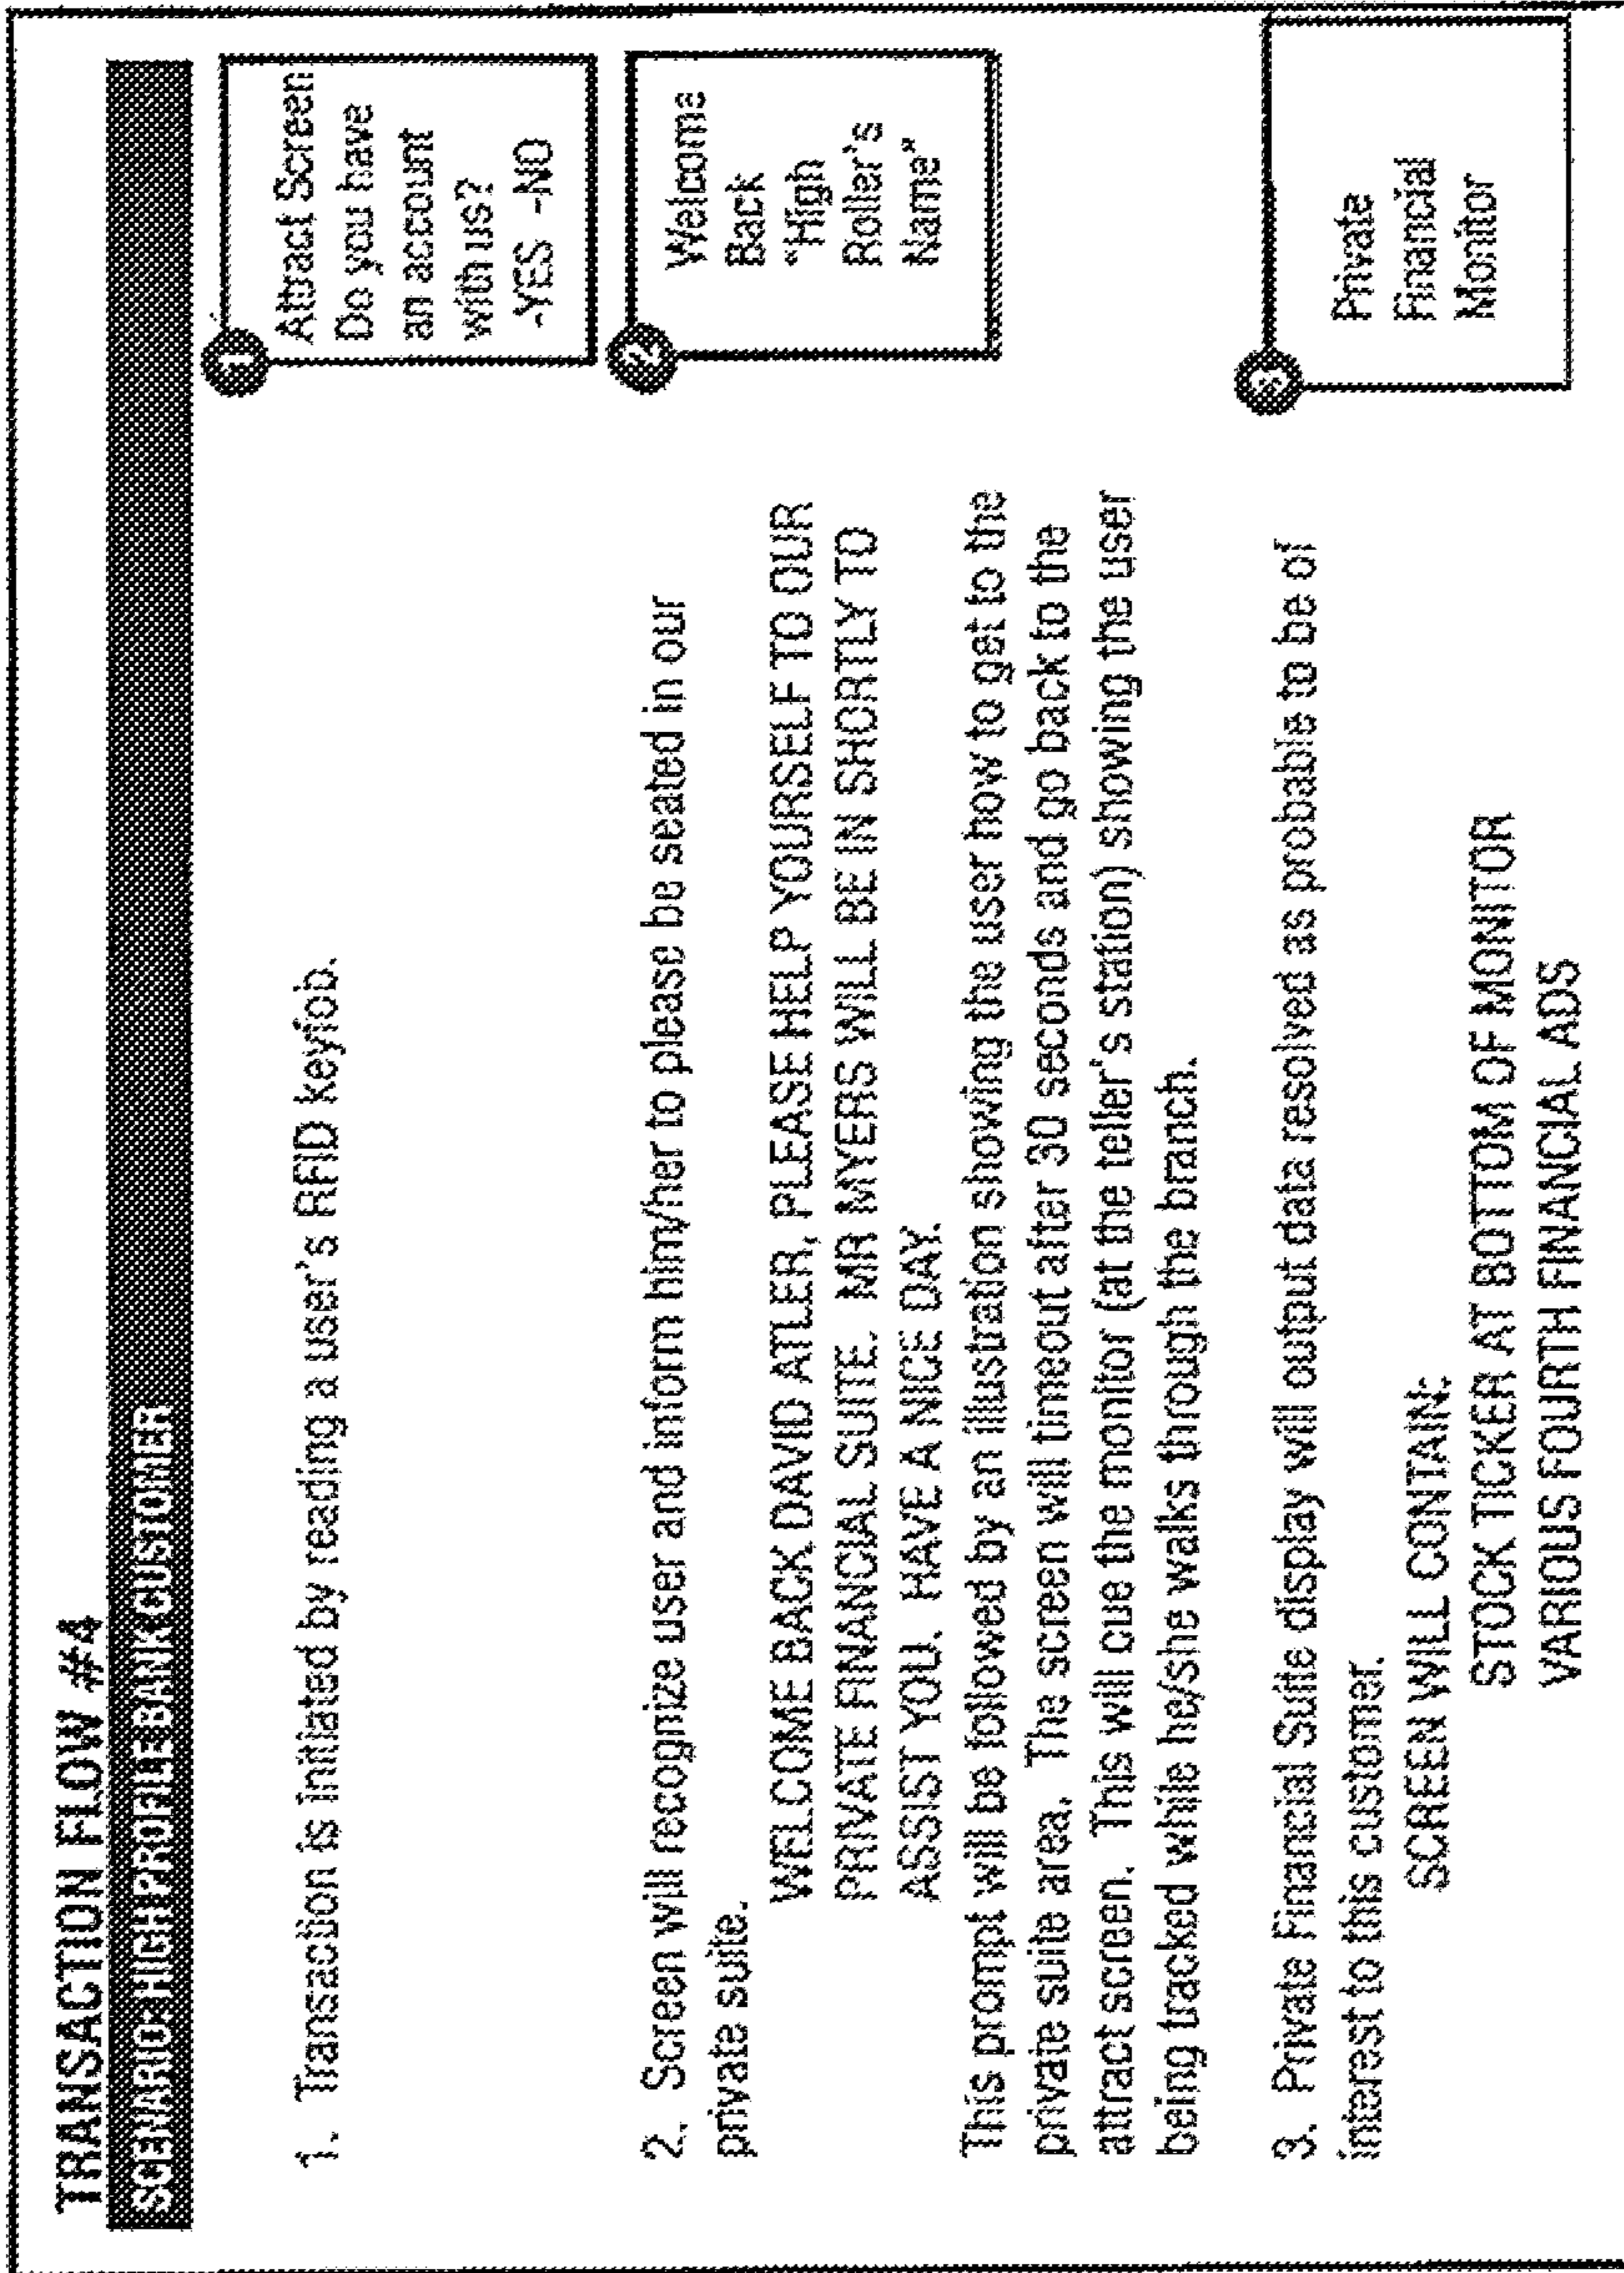 TRANSACTION FLOW #4
SCENARIO: HIGH PROFILE BANK CUSTOMER
1. Transaction is initiated by reading a user's RFID keyfob.
1
Attract Screen
Do you have
an account
with us?
-YES -NO
2. Screen will recognize user and inform him/her to please be seated in our
private suite.
WELCOME BACK DAVID ATLER, PLEASE HELP YOURSELF TO OUR
PRIVATE FINANCIAL SUITE. MR MYERS WILL BE IN SHORTLY TO
ASSIST YOU. HAVE A NICE DAY.
This prompt will be followed by an illustration showing the user how to get to the
private suite area. The screen will timeout after 30 seconds and go back to the
attract screen. This will cue the monitor (at the teller's station) showing the user
being tracked while he/she walks through the branch.
2
Welcome
Back
"High
Roller's
Name"
3. Private Financial Suite display will output data resolved as probable to be of
interest to this customer.
SCREEN WILL CONTAIN:
STOCK TICKER AT BOTTOM OF MONITOR
VARIOUS FOURTH FINANCIAL ADS
3
Private
Financial
Monitor